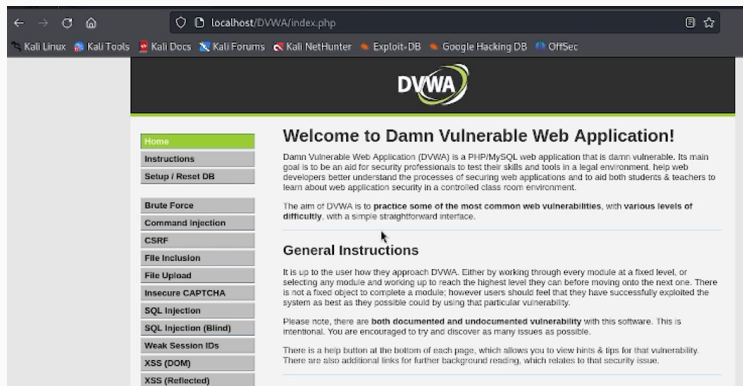 localhost/DVWA/index.php
Kali Linux Kali Tools Kali Docs Kali Forums Kali NetHunter Exploit-DB Google Hacking DB OffSec
DVWA
Home
Instructions
Setup / Reset DB
Brute Force
Command Injection
CSRF
File Inclusion
File Upload
Insecure CAPTCHA
SQL Injection
SQL Injection (Blind)
Weak Session IDs
XSS (DOM)
XSS (Reflected)
Welcome to Damn Vulnerable Web Application!
Damn Vulnerable Web Application (DVWA) is a PHP/MySQL web application that is damn vulnerable. Its main
goal is to be an aid for security professionals to test their skills and tools in a legal environment, help web
developers better understand the processes of securing web applications and to aid both students & teachers to
learn about web application security in a controlled class room environment.
The aim of DVWA is to practice some of the most common web vulnerabilities, with various levels of
difficultly, with a simple straightforward interface.
General Instructions
It is up to the user how they approach DVWA. Either by working through every module at a fixed level, or
selecting any module and working up to reach the highest level they can before moving onto the next one. There
is not a fixed object to complete a module; however users should feel that they have successfully exploited the
system as best as they possible could by using that particular vulnerability.
Please note, there are both documented and undocumented vulnerability with this software. This is
intentional. You are encouraged to try and discover as many issues as possible.
There is a help button at the bottom of each page, which allows you to view hints & tips for that vulnerability.
There are also additional links for further background reading, which relates to that security issue.